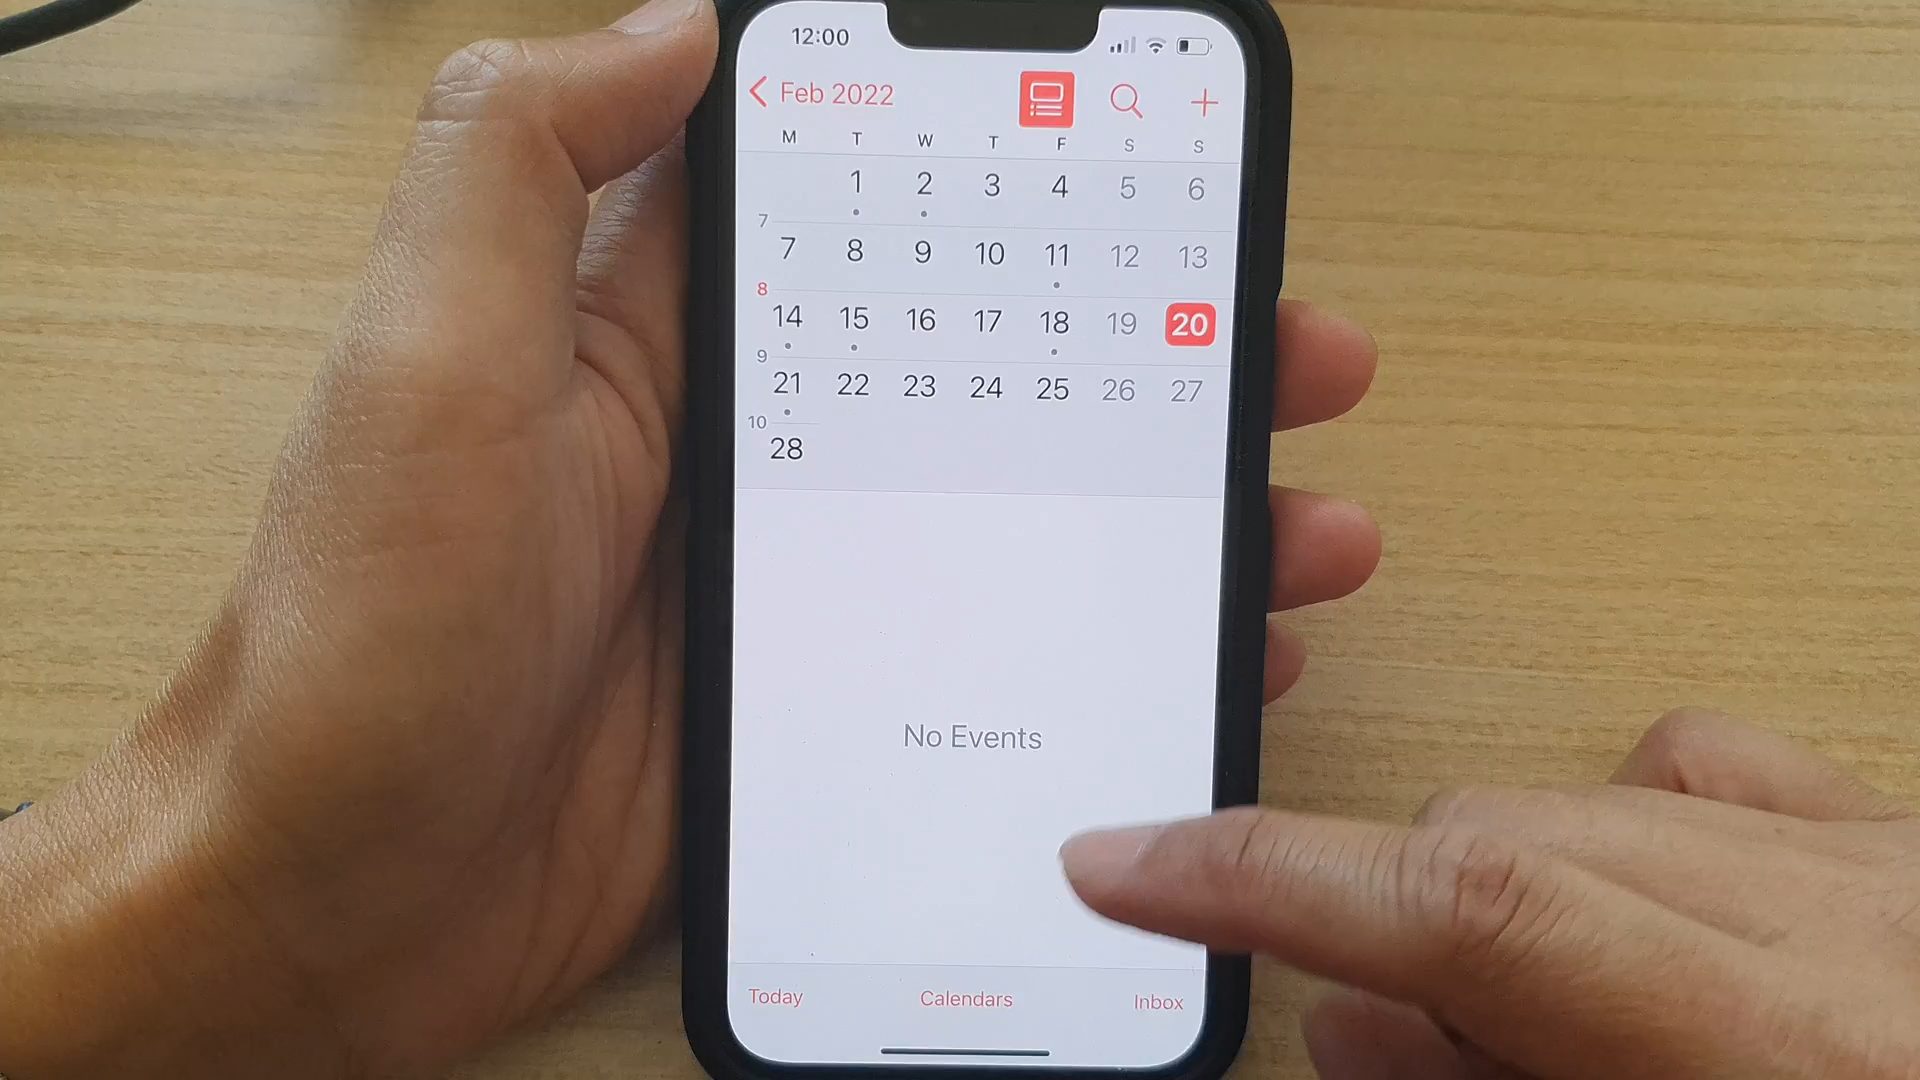 12:00
Feb 2022
M T W T F S S
1 2 3 4 5 6
7
7 8 9 10 11 12 13
8
14 15 16 17 18 19 20
9
21 22 23 24 25 26 27
10
28
No Events
Today Calendars Inbox